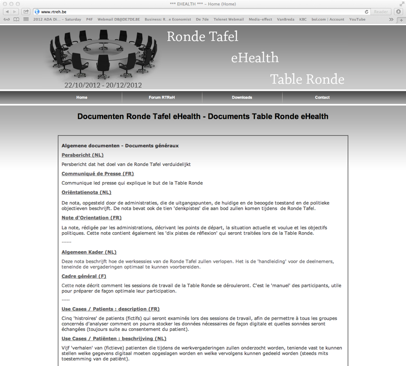 *** EHEALTH *** - Home (Home)
www.rtreh.be
Ronde Tafel
eHealth
Table Ronde
22/10/2012 - 20/12/2012
Home
Downloads
Contact
Documenten Ronde Tafel eHealth - Documents Table Ronde eHealth
Algemene documenten - Documents généraux
Persbericht (NL)
Persbericht dat het doel van de Ronde Tafel verduidelijkt
Communiqué de Presse (FR)
Communique led presse qui explique le but de la Table Ronde
Oriëntationota (NL)
De nota, opgesteld door de administraties, die de uitgangspunten, de huidige en de beoogde toestand en de politieke
objectieven beschrijft. De nota bevat ook de tien 'denkpistes' die aan bod zullen komen tijdens de Ronde Tafel.
Note d'Orientation (FR)
La note, rédigée par les administrations, décrivant les points de départ, la situation actuelle et voulue et les objectifs
politiques. Cette note contient également les 'dix pistes de réflexion' qui seront traitées lors de la Table Ronde.
-----
Algemeen Kader (NL)
Deze note beschrijft hoe de werksessies van de Ronde Tafel zullen verlopen. Het is de 'handleiding' voor de deelnemers,
teneinde de vergaderingen optimaal te kunnen voorbereiden.
Cadre général (F)
Cette note décrit comment les sessions de travail de la Table Ronde se dérouleront. C'est le 'manuel' des participants, utile
pour préparer de façon optimale leur participation.
-----
Use Cases / Patients : description (FR)
Cinq 'histoires' de patients (fictifs) qui seront examinés lors des sessions de travail, afin de permettre à tous les groupes
concernés d'analyser comment on pourra stocker les données nécessaires de façon digitale et quelles données seront
échangées (toujours suite au consentement du patient).
Use Cases / Patiënten : beschrijving (NL)
Vijf 'verhalen' van (fictieve) patienten die tijdens de werkvergaderingen zullen onderzocht worden, teniende vast te kunnen
stellen welke gegevens digitaal moeten opgeslagen worden en welke vervolgens kunnen gedeeld worden (steeds mits
toestemming van de patiënt).